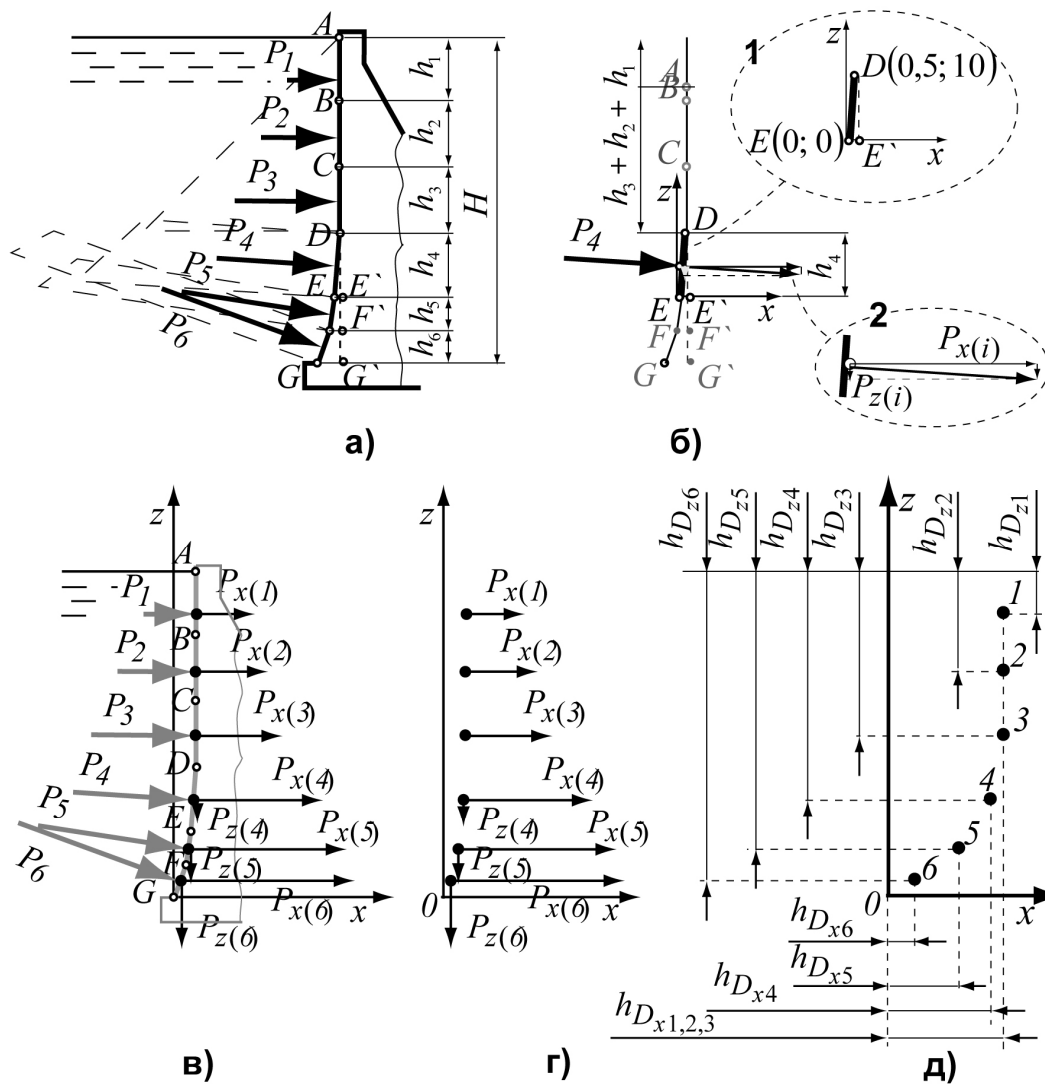 A
P1
B
P2
C
P3
D
P4
P5
E E`
F`
P6
G G`
h1
h2
h3
h4
h5
h6
H
а)
h3 + h2 + h1
A
B
C
z
D
P4
h4
E E`
x
F F`
G G`
1
z
D(0,5; 10)
E(0; 0)
E` x
2
Px(i)
Pz(i)
б)
z
A
P1
Px(1)
B
P2
Px(2)
C
P3
Px(3)
D
P4
Px(4)
E
Pz(4)
P5
Px(5)
F
Pz(5)
P6
G
Px(6)
x
Pz(6)
в)
z
Px(1)
Px(2)
Px(3)
Px(4)
Pz(4)
Px(5)
Pz(5)
0
Px(6)
x
Pz(6)
г)
hDz6
hDz5
hDz4
hDz3
z
hDz2
hDz1
1
2
3
4
5
6
0
x
hDx6
hDx5
hDx4
hDx1,2,3
д)